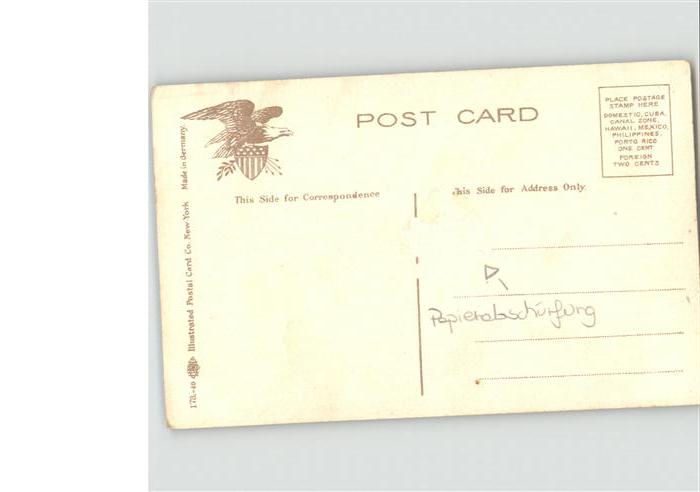 POST CARD
PLACE POSTAGE
STAMP HERE
DOMESTIC, CUBA,
CANAL ZONE,
HAWAII, MEXICO,
PHILIPPINES,
PORTO RICO
ONE CENT
FOREIGN
TWO CENTS
This Side for Correspondence
This Side for Address Only.
Papierabschürfung
Illustrated Postal Card Co. New-York Made in Germany.